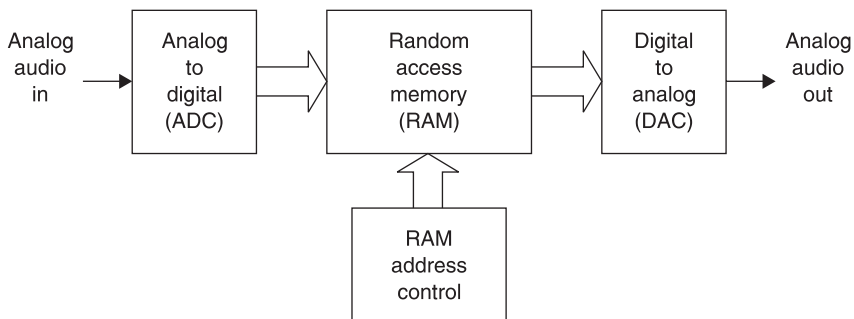 Analog
audio
in
Analog
to
digital
(ADC)
Random
access
memory
(RAM)
Digital
to
analog
(DAC)
Analog
audio
out
RAM
address
control